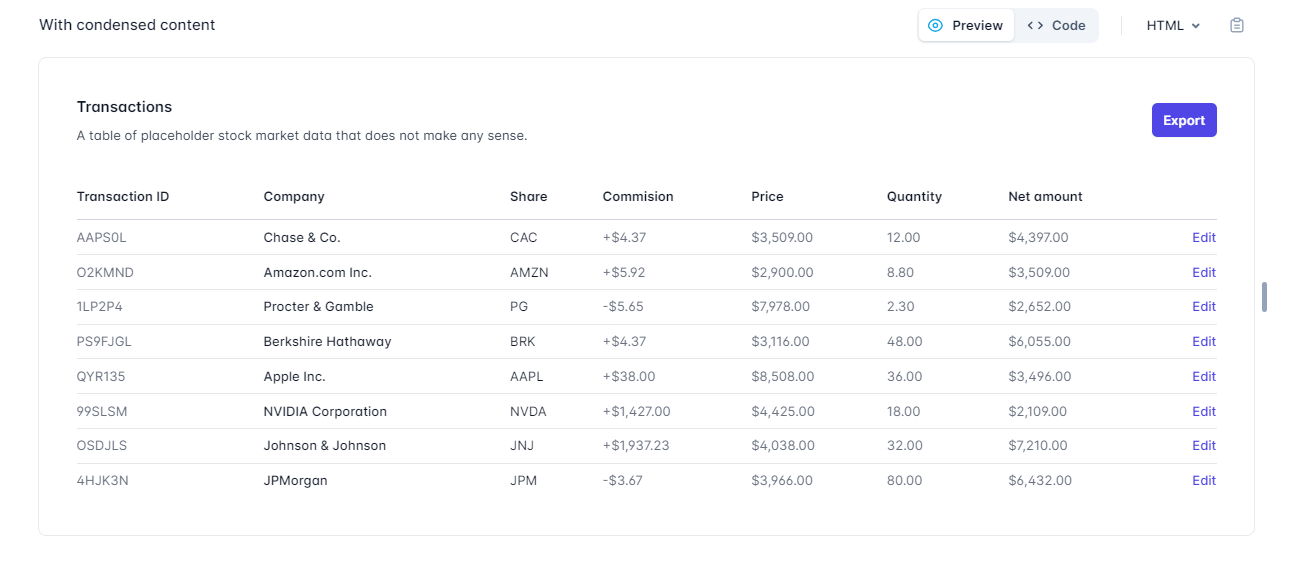 With condensed content Preview <> Code HTML
Transactions
A table of placeholder stock market data that does not make any sense.
Export
Transaction ID Company Share Commision Price Quantity Net amount
AAPS0L Chase & Co. CAC +$4.37 $3,509.00 12.00 $4,397.00 Edit
O2KMND Amazon.com Inc. AMZN +$5.92 $2,900.00 8.80 $3,509.00 Edit
1LP2P4 Procter & Gamble PG -$5.65 $7,978.00 2.30 $2,652.00 Edit
PS9FJGL Berkshire Hathaway BRK +$4.37 $3,116.00 48.00 $6,055.00 Edit
QYR135 Apple Inc. AAPL +$38.00 $8,508.00 36.00 $3,496.00 Edit
99SLSM NVIDIA Corporation NVDA +$1,427.00 $4,425.00 18.00 $2,109.00 Edit
OSDJLS Johnson & Johnson JNJ +$1,937.23 $4,038.00 32.00 $7,210.00 Edit
4HJK3N JPMorgan JPM -$3.67 $3,966.00 80.00 $6,432.00 Edit